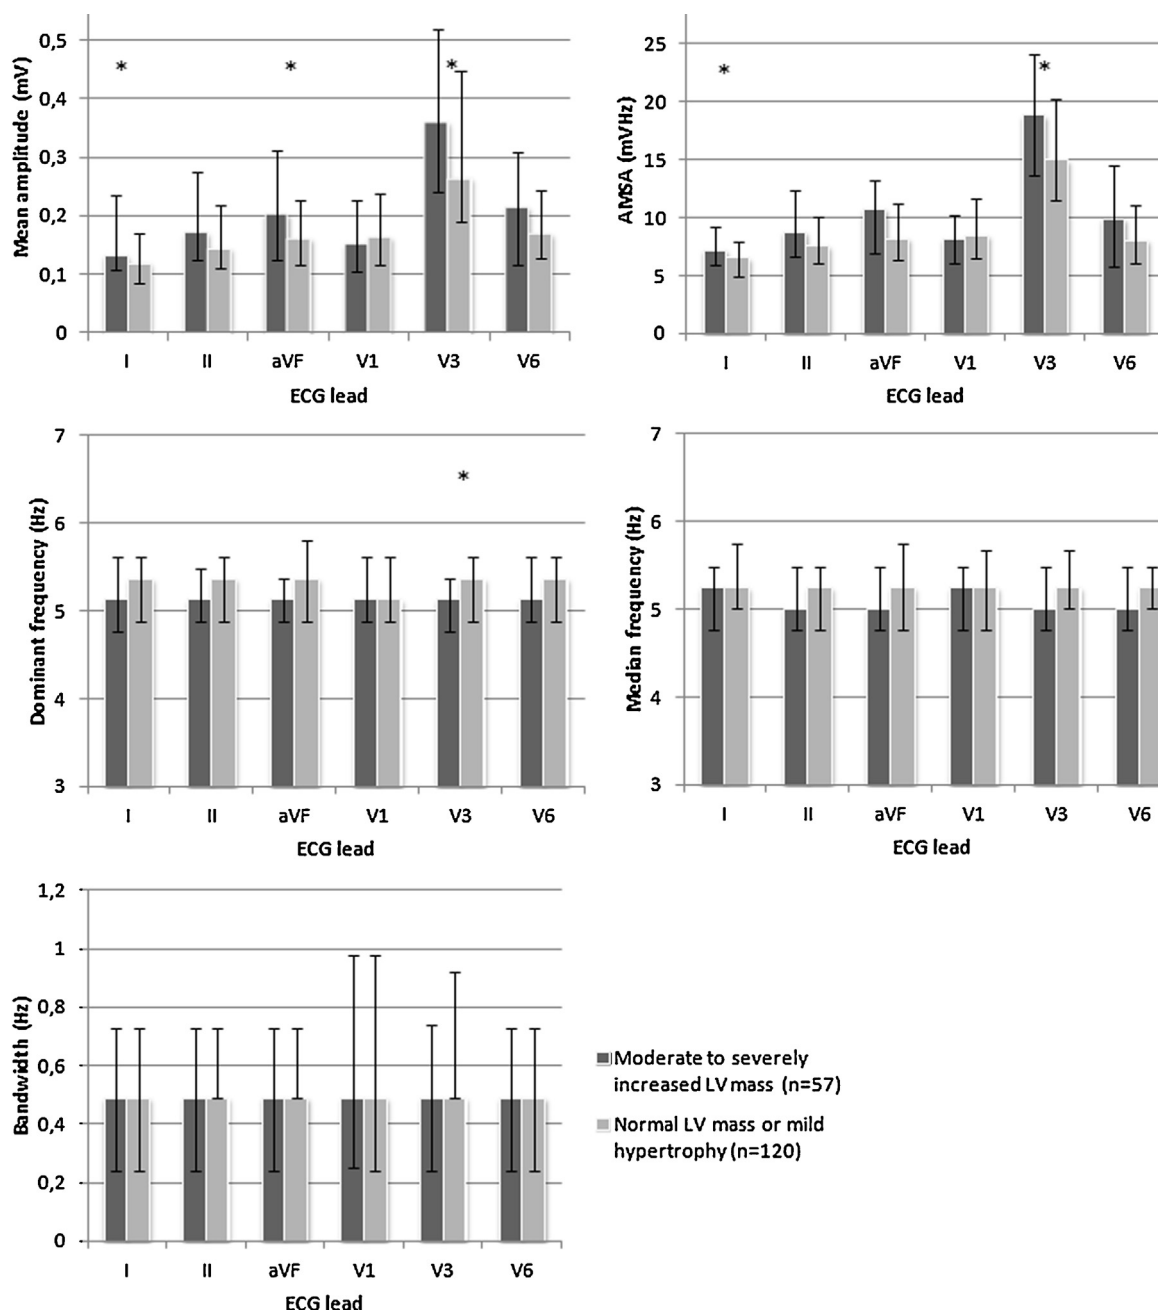 Mean amplitude (mV)
0,5
0,4
0,3
0,2
0,1
0
*
*
*
I II aVF V1 V3 V6
ECG lead
AMSA (mVHz)
25
20
15
10
5
0
*
*
I II aVF V1 V3 V6
ECG lead
Dominant frequency (Hz)
7
6
5
4
3
*
I II aVF V1 V3 V6
ECG lead
Median frequency (Hz)
7
6
5
4
3
I II aVF V1 V3 V6
ECG lead
Bandwidth (Hz)
1,2
1
0,8
0,6
0,4
0,2
0
I II aVF V1 V3 V6
ECG lead
Moderate to severely
increased LV mass (n=57)
Normal LV mass or mild
hypertrophy (n=120)